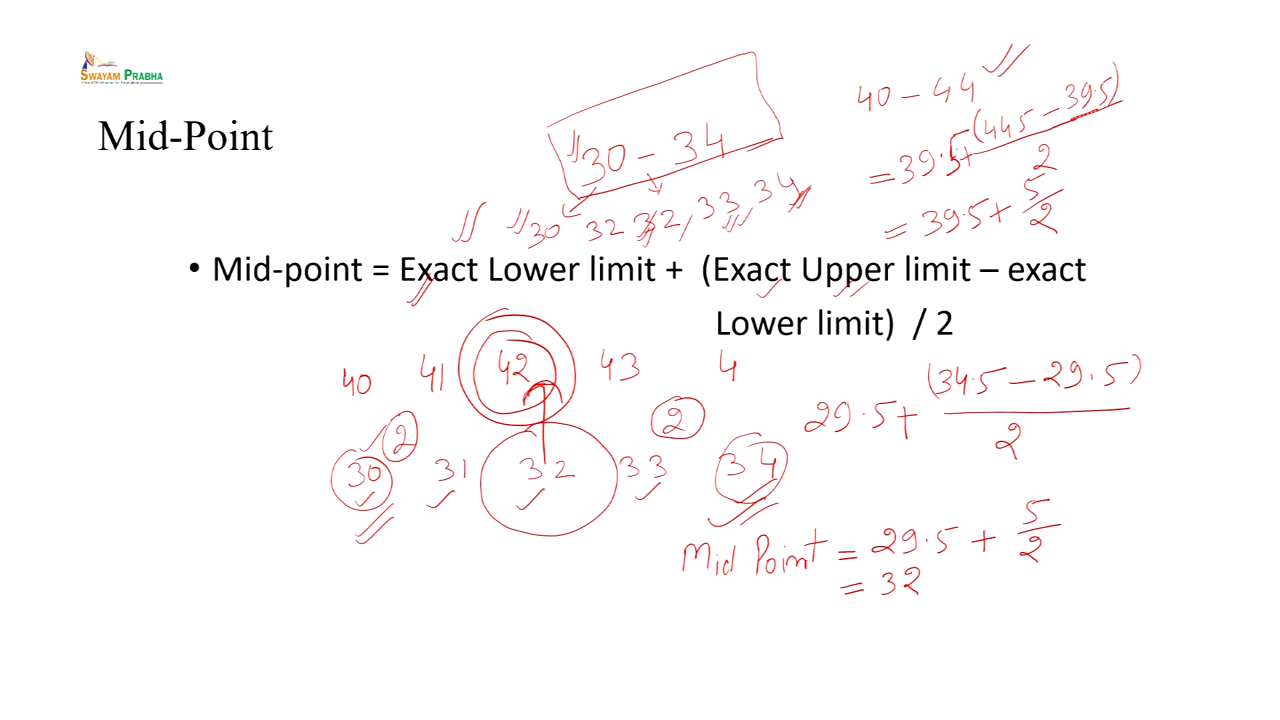 SWAYAM PRABHA
Mid-Point
30 - 34
30 32 32, 33, 34
40 - 44
= 39.5 + (44.5 - 39.5)
2
= 39.5 + 5
2
• Mid-point = Exact Lower limit + (Exact Upper limit – exact
Lower limit) / 2
40 41 42 43 4
2 2
30 31 32 33 34
29.5 + (34.5 - 29.5)
2
Mid Point = 29.5 + 5
2
= 32